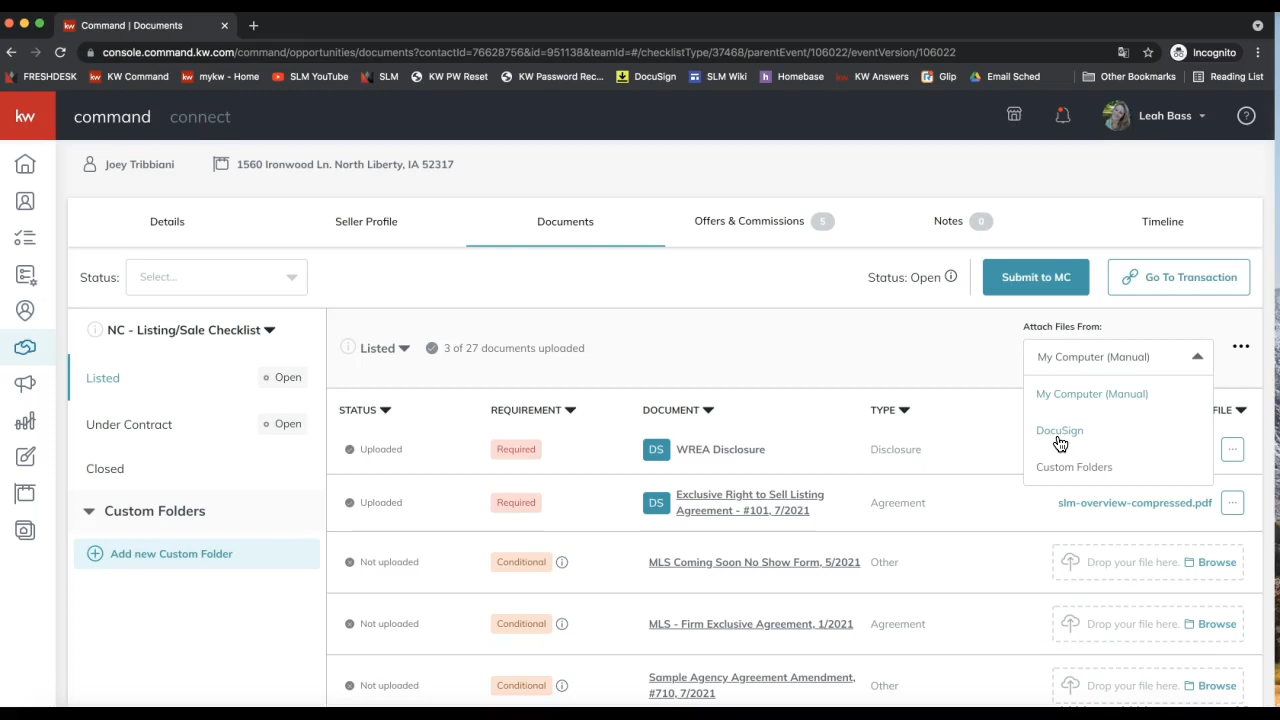 kw Command | Documents
console.command.kw.com/command/opportunities/documents?contactId=76628756&id=951138&teamId=#/checklistType/37468/parentEvent/106022/eventVersion/106022
Incognito
FRESHDESK kw KW Command kw mykw - Home SLM YouTube SLM KW PW Reset KW Password Rec... DocuSign SLM Wiki h Homebase kw KW Answers Glip Email Sched Other Bookmarks Reading List
kw command connect Leah Bass ?
Joey Tribbiani 1560 Ironwood Ln. North Liberty, IA 52317
Details Seller Profile Documents Offers & Commissions 5 Notes 0 Timeline
Status: Select... Status: Open Submit to MC Go To Transaction
NC - Listing/Sale Checklist
Listed Open
Under Contract Open
Closed
Custom Folders
Add new Custom Folder
Listed 3 of 27 documents uploaded
Attach Files From:
My Computer (Manual)
My Computer (Manual)
DocuSign
Custom Folders
STATUS REQUIREMENT DOCUMENT TYPE FILE
Uploaded Required DS WREA Disclosure Disclosure
Uploaded Required DS Exclusive Right to Sell Listing Agreement slm-overview-compressed.pdf
Agreement - #101, 7/2021
Not uploaded Conditional MLS Coming Soon No Show Form, 5/2021 Other Drop your file here. Browse
Not uploaded Conditional MLS - Firm Exclusive Agreement, 1/2021 Agreement Drop your file here. Browse
Not uploaded Conditional Sample Agency Agreement Amendment, Other Drop your file here. Browse
#710, 7/2021